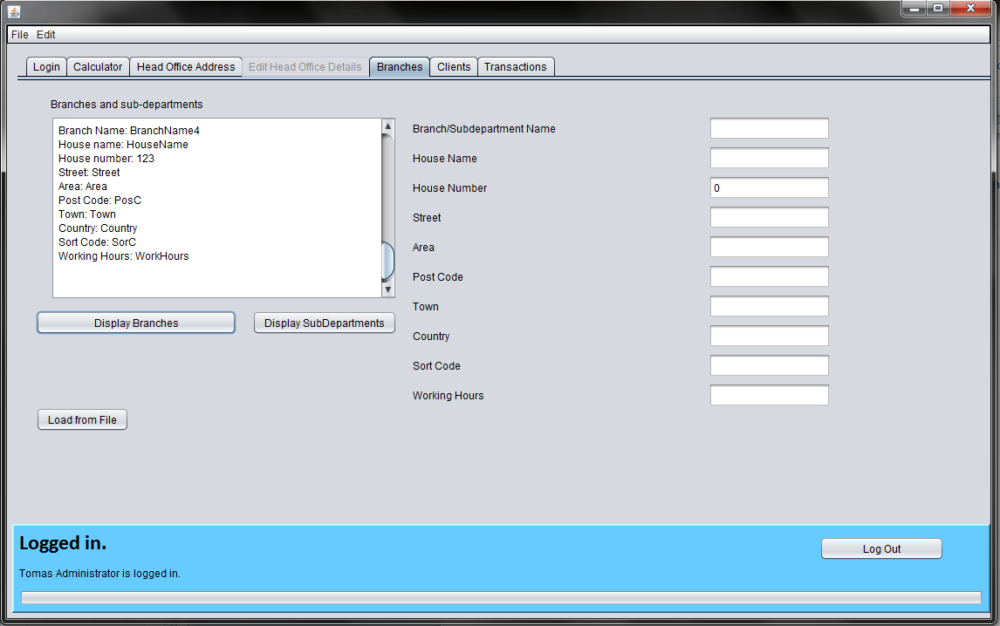 File Edit
Login Calculator Head Office Address Edit Head Office Details Branches Clients Transactions
Branches and sub-departments
Branch Name: BranchName4
House name: HouseName
House number: 123
Street: Street
Area: Area
Post Code: PosC
Town: Town
Country: Country
Sort Code: SorC
Working Hours: WorkHours
Display Branches Display SubDepartments
Load from File
Branch/Subdepartment Name
House Name
House Number 0
Street
Area
Post Code
Town
Country
Sort Code
Working Hours
Logged in.
Log Out
Tomas Administrator is logged in.